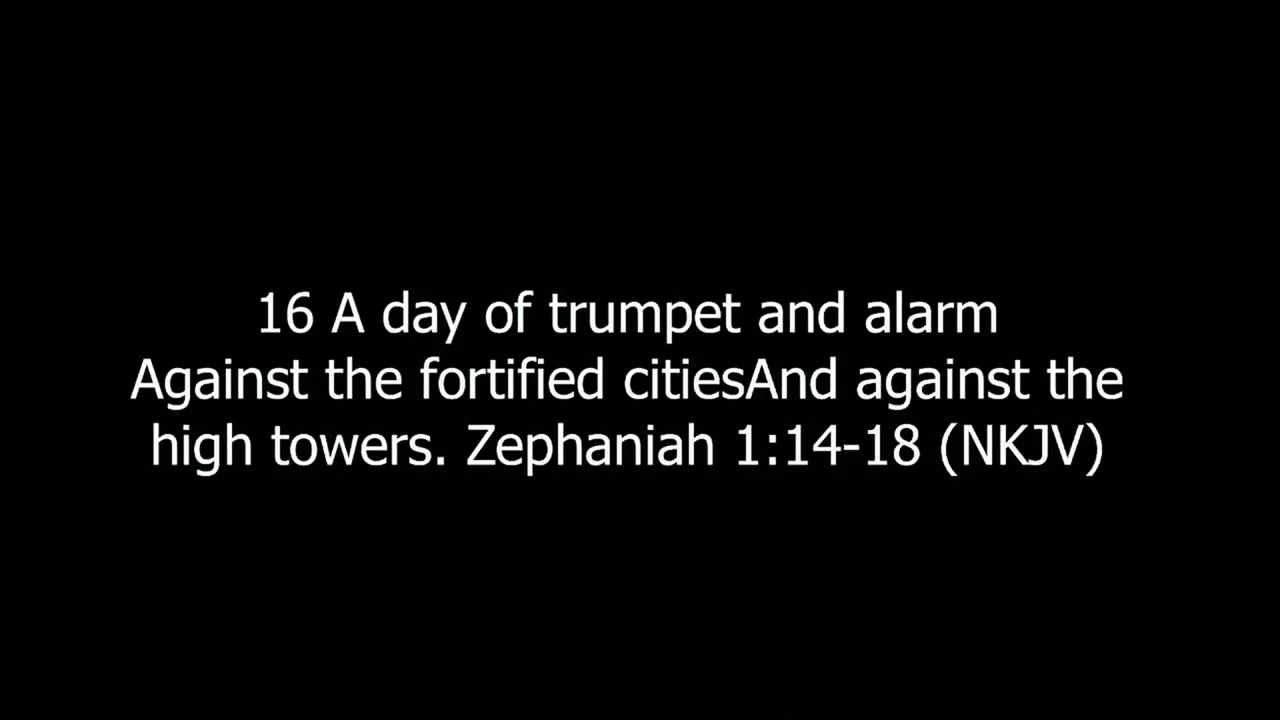 16 A day of trumpet and alarm
Against the fortified citiesAnd against the
high towers. Zephaniah 1:14-18 (NKJV)